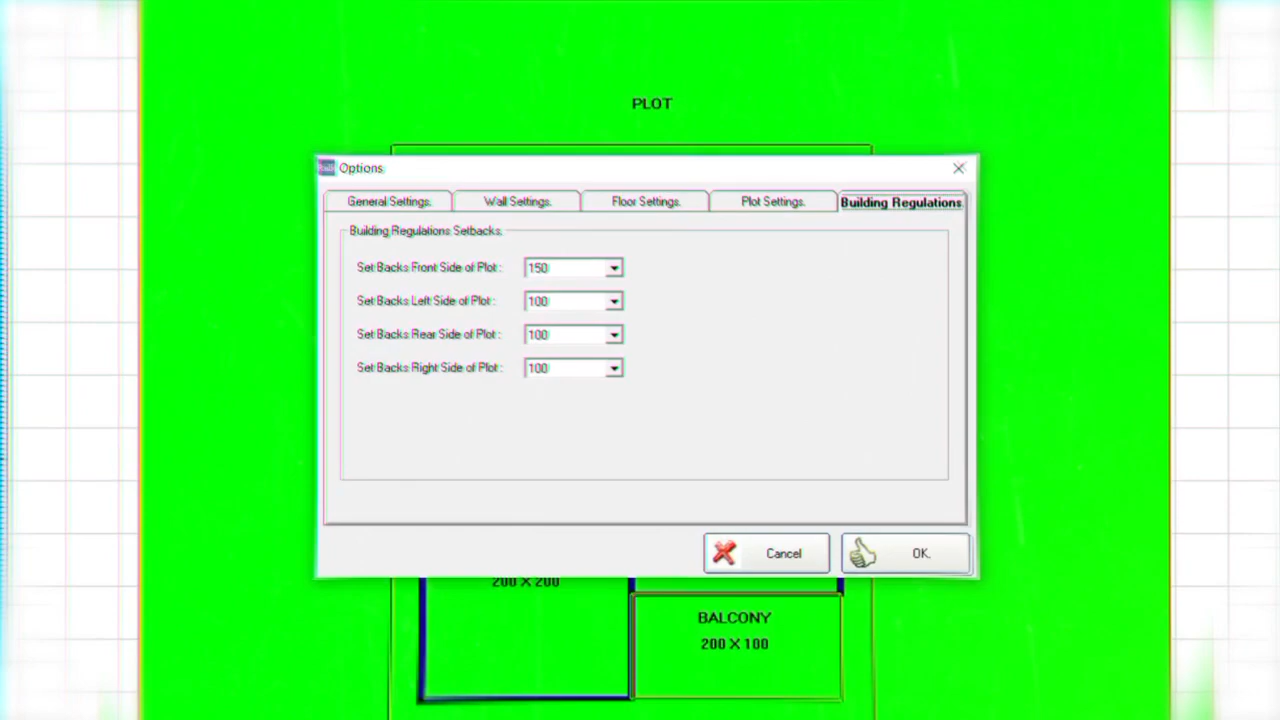 PLOT
Options
General Settings. Wall Settings. Floor Settings. Plot Settings. Building Regulations.
Building Regulations Setbacks.
Set Backs Front Side of Plot : 150
Set Backs Left Side of Plot : 100
Set Backs Rear Side of Plot : 100
Set Backs Right Side of Plot : 100
Cancel OK.
200 X 200
BALCONY
200 X 100